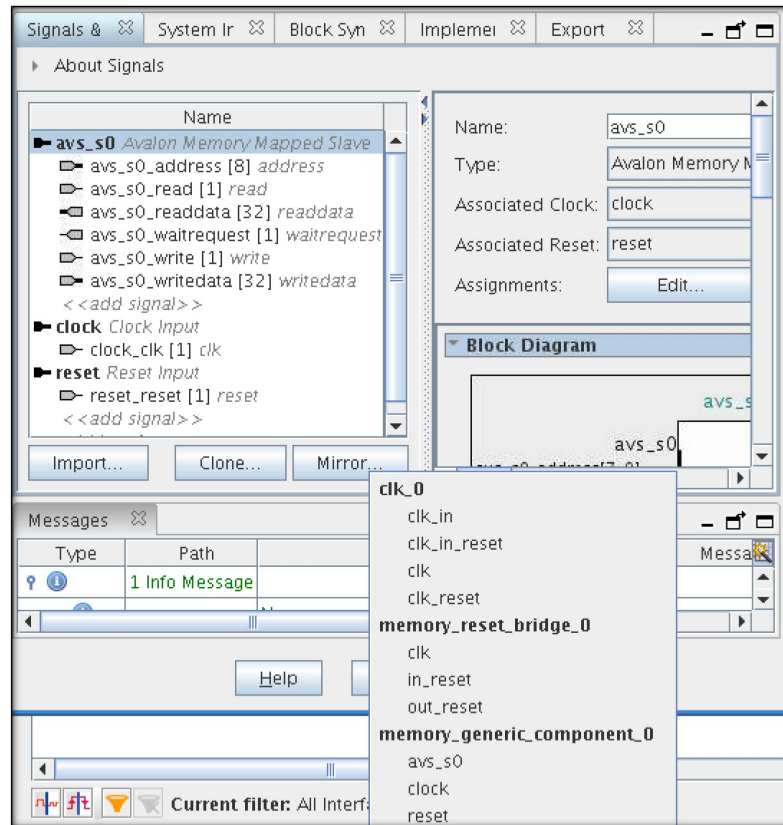 Signals &
System Ir
Block Syn
Implemei
Export
About Signals
Name
avs_s0 Avalon Memory Mapped Slave
avs_s0_address [8] address
avs_s0_read [1] read
avs_s0_readdata [32] readdata
avs_s0_waitrequest [1] waitrequest
avs_s0_write [1] write
avs_s0_writedata [32] writedata
<<add signal>>
clock Clock Input
clock_clk [1] clk
reset Reset Input
reset_reset [1] reset
<<add signal>>
Import...
Clone...
Mirror...
Name:
avs_s0
Type:
Avalon Memory M
Associated Clock:
clock
Associated Reset:
reset
Assignments:
Edit...
Block Diagram
avs_s
avs_s0
clk_0
clk_in
clk_in_reset
clk
clk_reset
memory_reset_bridge_0
clk
in_reset
out_reset
memory_generic_component_0
avs_s0
clock
reset
Messages
Type
Path
Messa
1 Info Message
Help
Current filter: All Interfa